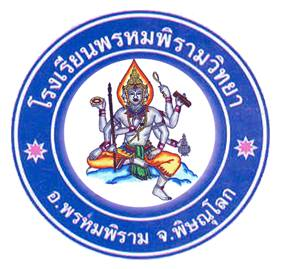 โรงเรียนพรหมพิรามวิทยา
อ.พรหมพิราม จ.พิษณุโลก